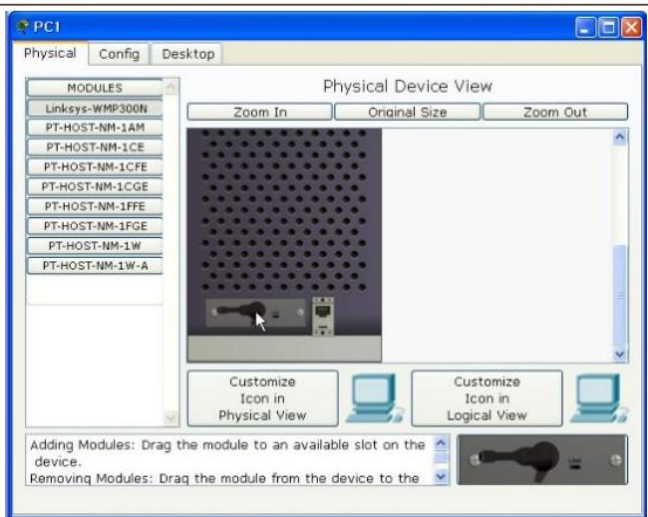 PC1
Physical Config Desktop
MODULES
Linksys-WMP300N
PT-HOST-NM-1AM
PT-HOST-NM-1CE
PT-HOST-NM-1CFE
PT-HOST-NM-1CGE
PT-HOST-NM-1FFE
PT-HOST-NM-1FGE
PT-HOST-NM-1W
PT-HOST-NM-1W-A
Physical Device View
Zoom In Original Size Zoom Out
Customize
Icon in
Physical View
Customize
Icon in
Logical View
Adding Modules: Drag the module to an available slot on the
device.
Removing Modules: Drag the module from the device to the